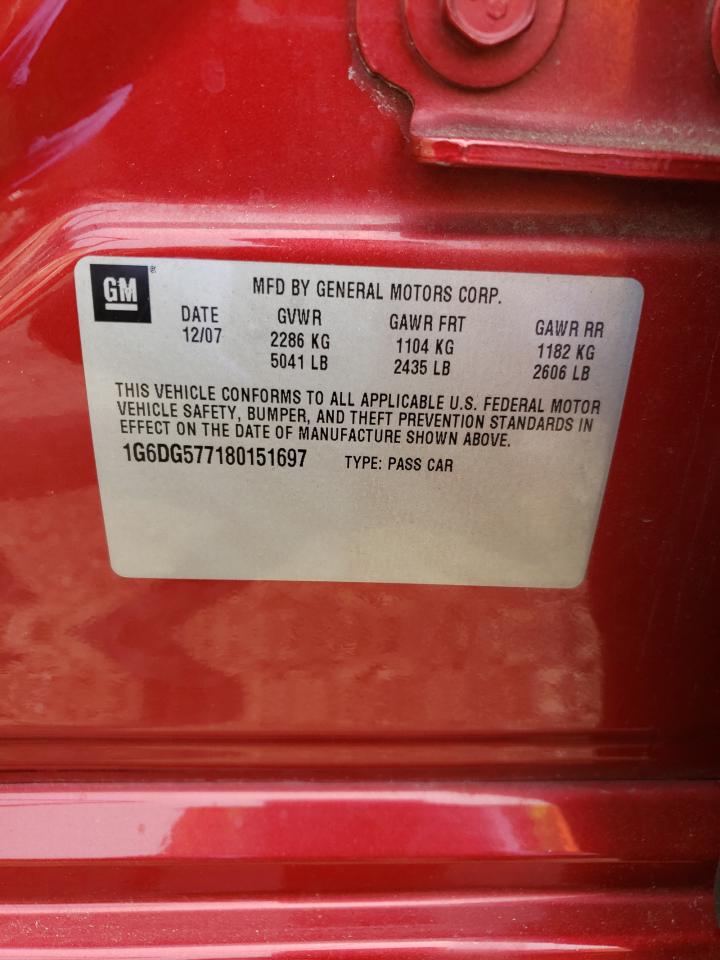 GM®
MFD BY GENERAL MOTORS CORP.
DATE GVWR GAWR FRT GAWR RR
12/07 2286 KG 1104 KG 1182 KG
5041 LB 2435 LB 2606 LB
THIS VEHICLE CONFORMS TO ALL APPLICABLE U.S. FEDERAL MOTOR
VEHICLE SAFETY, BUMPER, AND THEFT PREVENTION STANDARDS IN
EFFECT ON THE DATE OF MANUFACTURE SHOWN ABOVE.
1G6DG577180151697 TYPE: PASS CAR